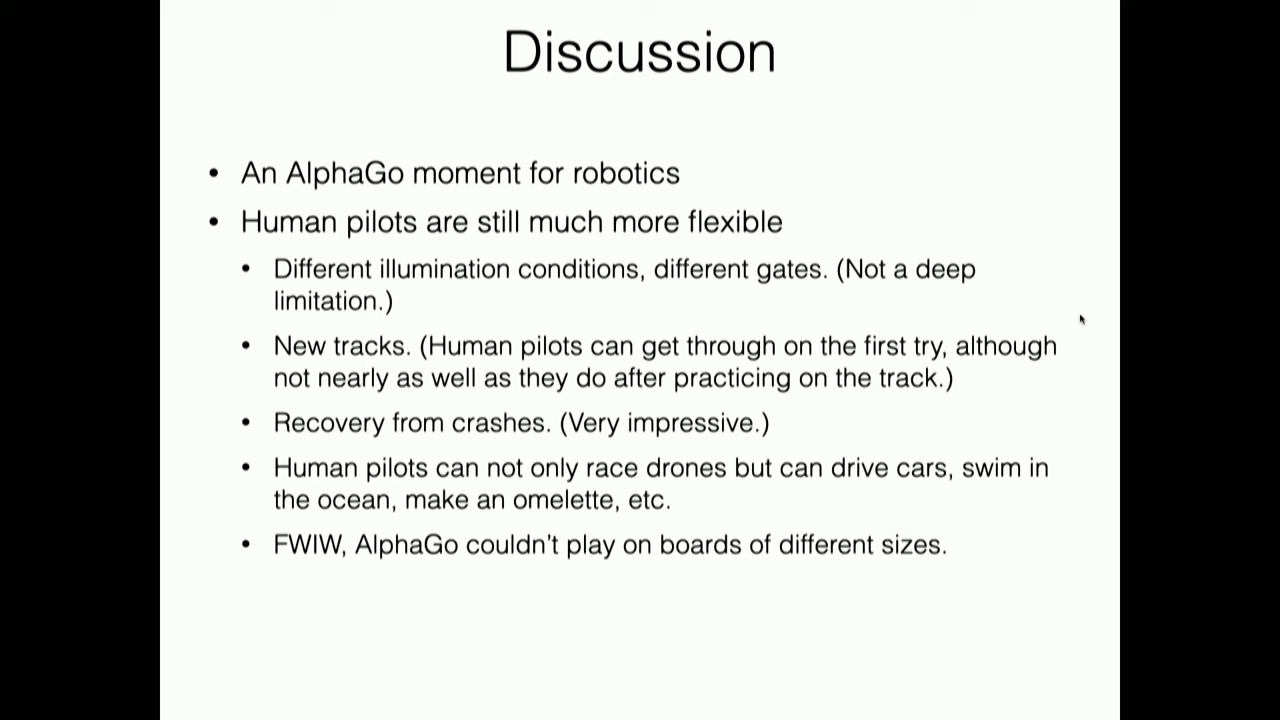 Discussion
• An AlphaGo moment for robotics
• Human pilots are still much more flexible
• Different illumination conditions, different gates. (Not a deep
limitation.)
• New tracks. (Human pilots can get through on the first try, although
not nearly as well as they do after practicing on the track.)
• Recovery from crashes. (Very impressive.)
• Human pilots can not only race drones but can drive cars, swim in
the ocean, make an omelette, etc.
• FWIW, AlphaGo couldn't play on boards of different sizes.